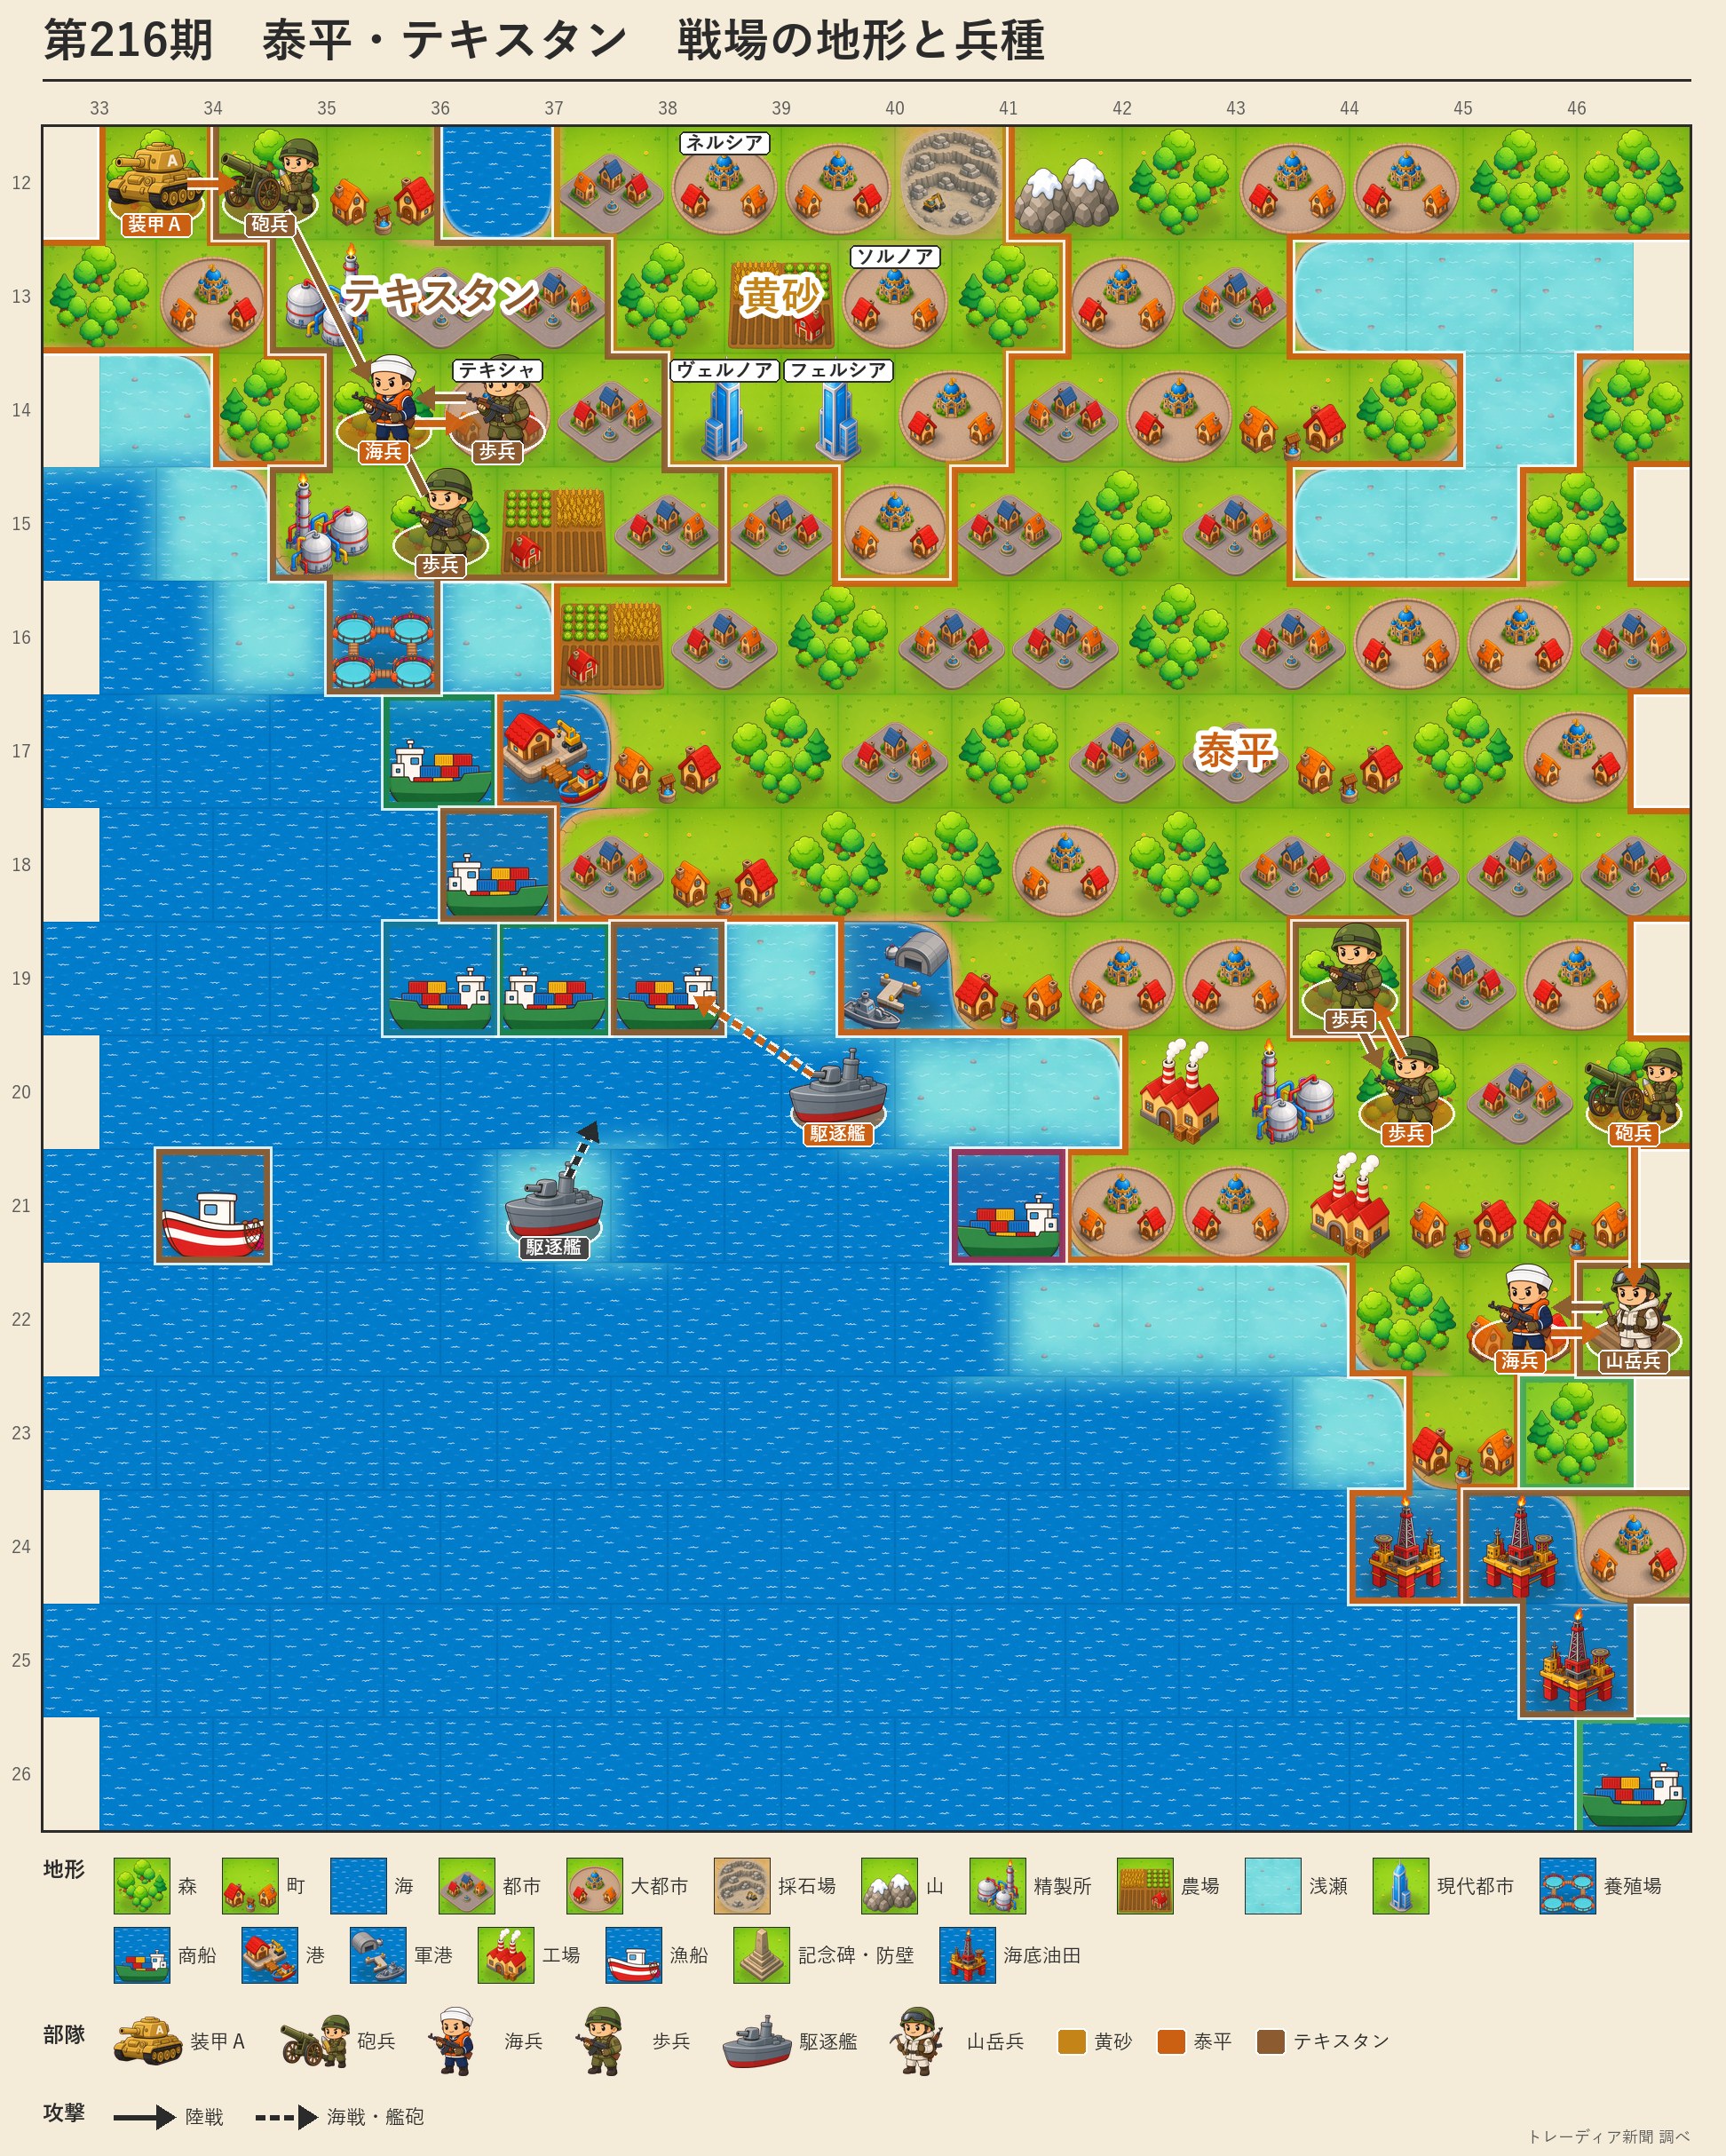 第216期　泰平・テキスタン　戦場の地形と兵種
33 34 35 36 37 38 39 40 41 42 43 44 45 46
12
ネルシア
A
装甲A
砲兵
13
テキスタン
黄砂
ソルノア
14
テキシャ
ヴェルノア
フェルシア
海兵
歩兵
15
歩兵
16
17
泰平
18
19
歩兵
20
駆逐艦
歩兵
砲兵
21
駆逐艦
22
海兵
山岳兵
23
24
25
26
地形 森 町 海 都市 大都市 採石場 山 精製所 農場 浅瀬 現代都市 養殖場
商船 港 軍港 工場 漁船 記念碑・防壁 海底油田
部隊 装甲A 砲兵 海兵 歩兵 駆逐艦 山岳兵 黄砂 泰平 テキスタン
攻撃 陸戦 海戦・艦砲
トレーディア新聞 調べ